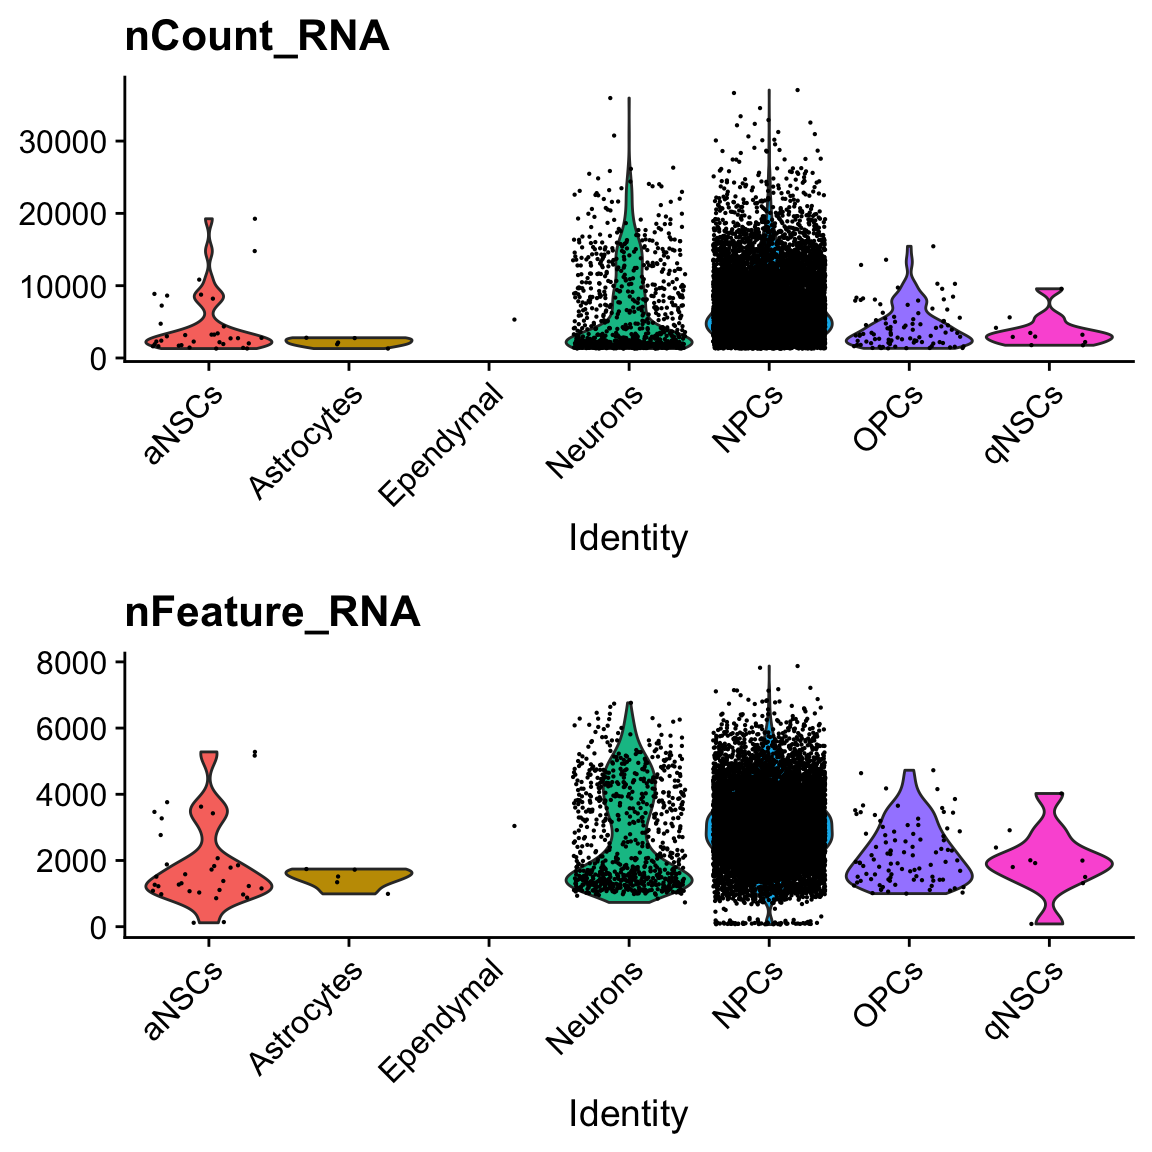 nCount_RNA
30000
20000
10000
0
aNSCs
Astrocytes
Ependymal
Neurons
NPCs
OPCs
qNSCs
Identity
nFeature_RNA
8000
6000
4000
2000
0
aNSCs
Astrocytes
Ependymal
Neurons
NPCs
OPCs
qNSCs
Identity